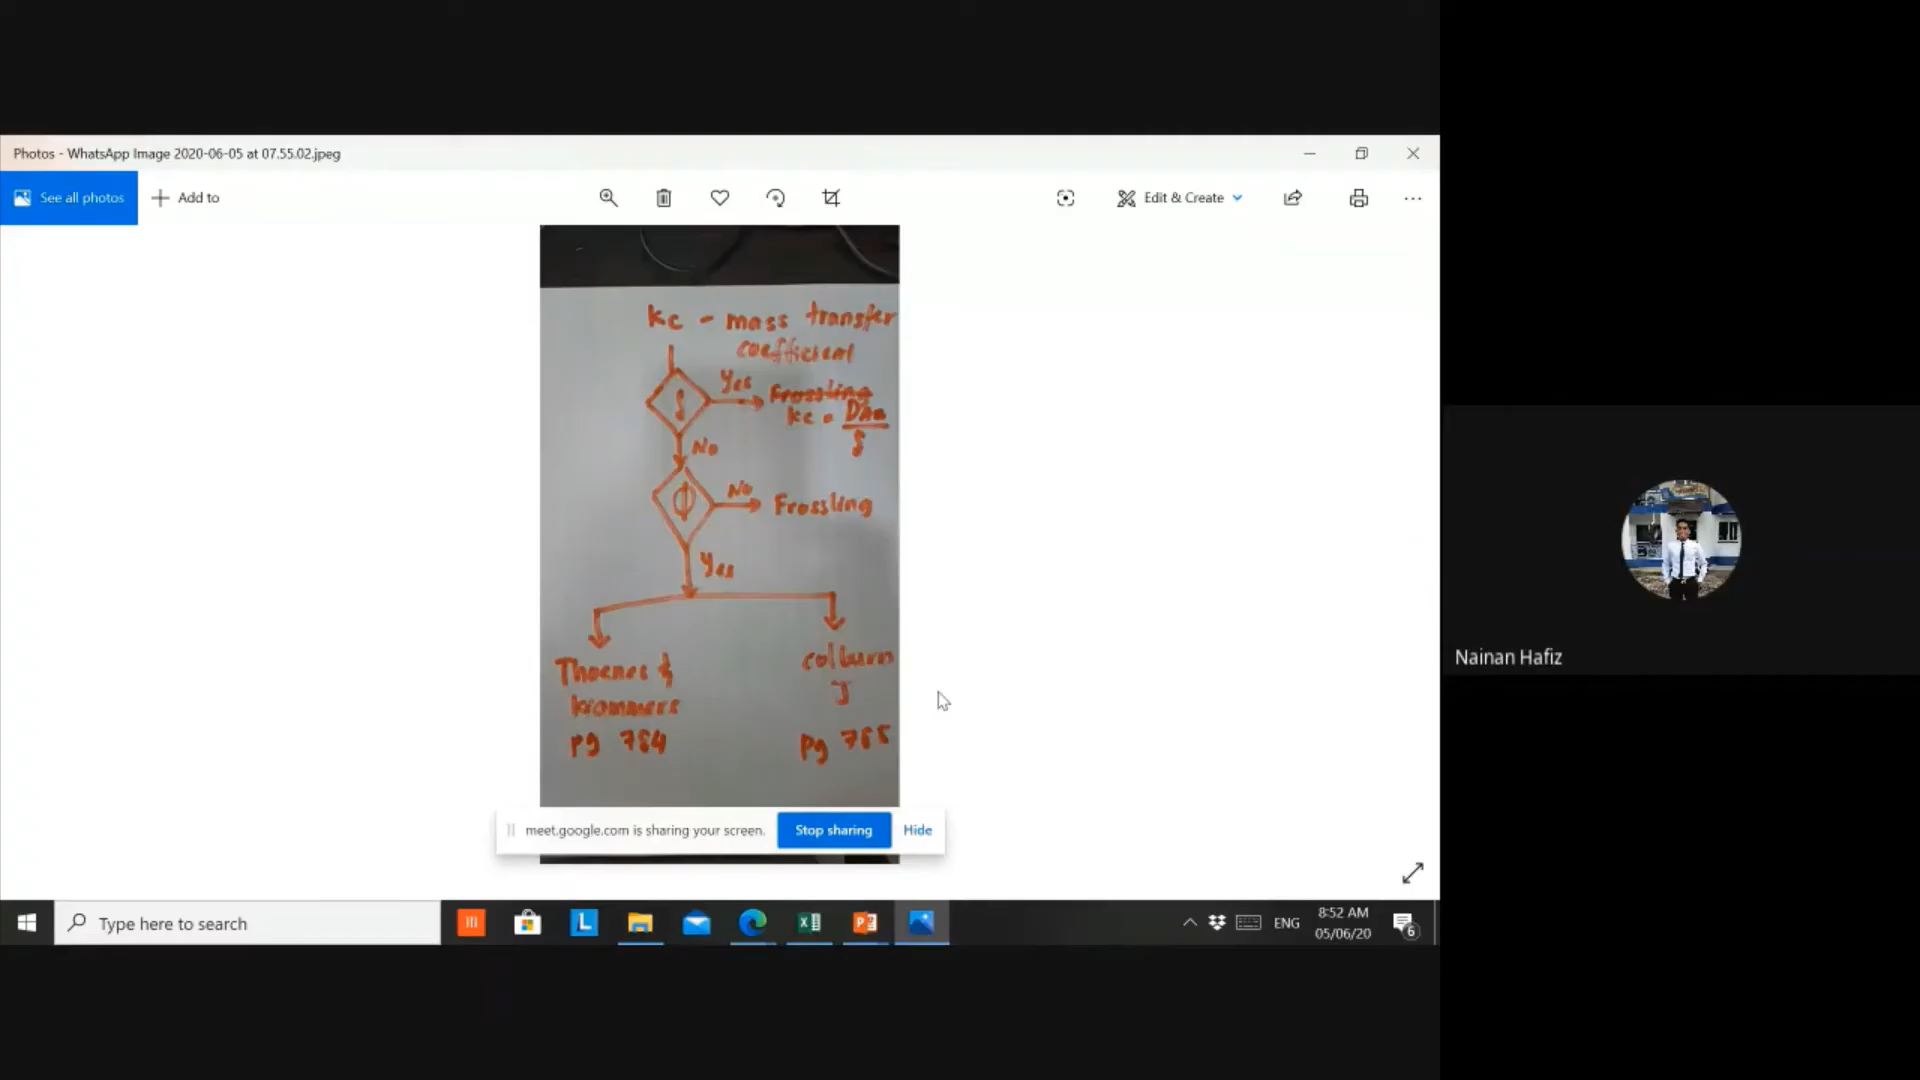 Photos - WhatsApp Image 2020-06-05 at 07.55.02.jpeg
See all photos
Add to
Edit & Create
kc - mass transfer
coefficient
Yes
Frossling
kc = DAB
δ
δ
No
Φ
No
Frossling
Yes
Thoenes &
krammers
Pg 784
colburn
J
Pg 785
Nainan Hafiz
meet.google.com is sharing your screen.
Stop sharing
Hide
Type here to search
ENG
8:52 AM
05/06/20
6